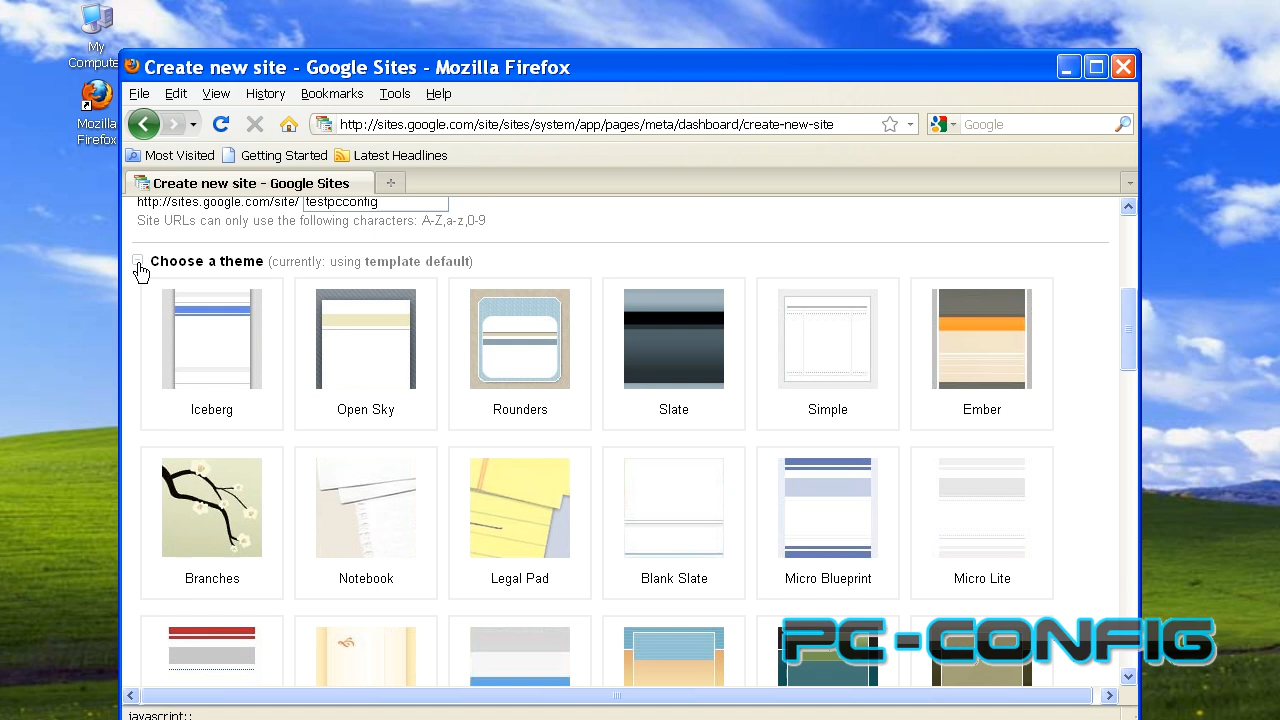 My
Computer
Mozilla
Firefox
Create new site - Google Sites - Mozilla Firefox
File Edit View History Bookmarks Tools Help
http://sites.google.com/site/sites/system/app/pages/meta/dashboard/create-new-site
Google
Most Visited Getting Started Latest Headlines
Create new site - Google Sites
http://sites.google.com/site/ testpcconfig
Site URLs can only use the following characters: A-Z,a-z,0-9
Choose a theme (currently: using template default)
Iceberg Open Sky Rounders Slate Simple Ember
Branches Notebook Legal Pad Blank Slate Micro Blueprint Micro Lite
PC-CONFIG
javascript:;